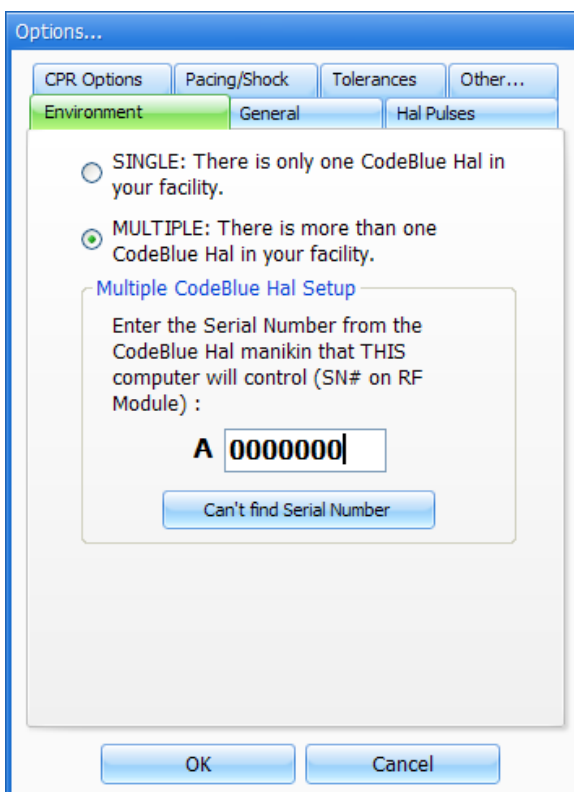 Options...
CPR Options
Pacing/Shock
Tolerances
Other...
Environment
General
Hal Pulses
SINGLE: There is only one CodeBlue Hal in
your facility.
MULTIPLE: There is more than one
CodeBlue Hal in your facility.
Multiple CodeBlue Hal Setup
Enter the Serial Number from the
CodeBlue Hal manikin that THIS
computer will control (SN# on RF
Module) :
A 0000000
Can't find Serial Number
OK
Cancel